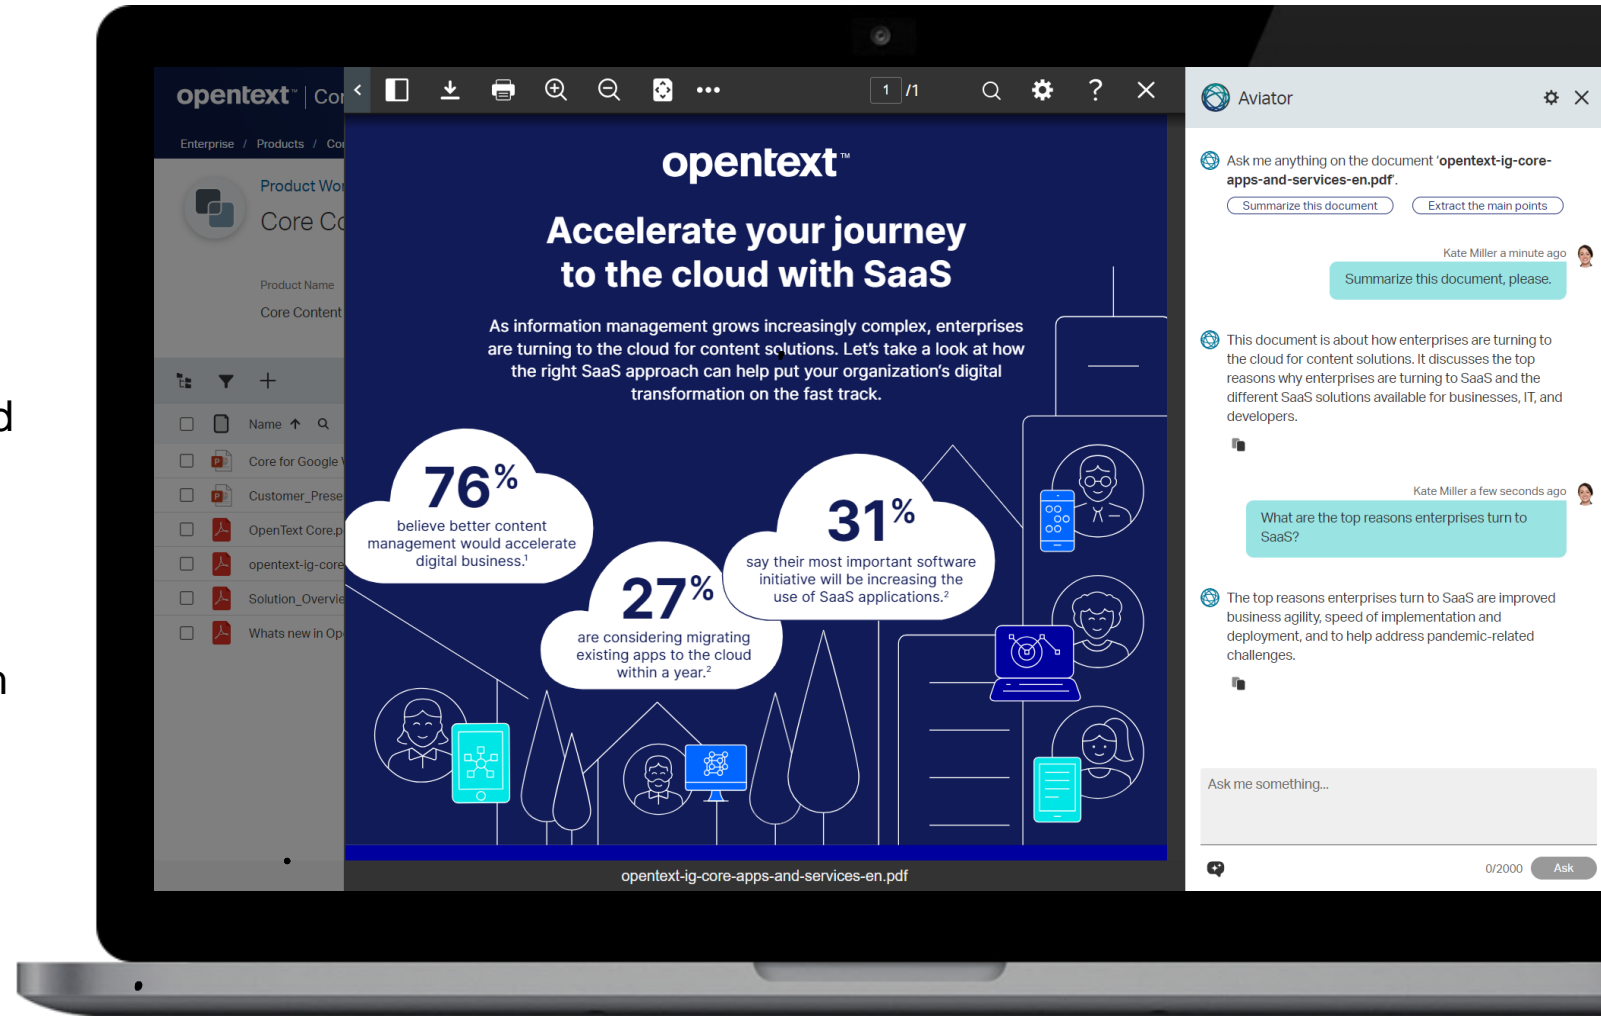 d
n
opentext™ | Cor
Enterprise / Products / Cor
Product Wor
Core Co
Product Name
Core Content
Name
Core for Google W
Customer_Prese
OpenText Core.p
opentext-ig-core
Solution_Overvie
Whats new in Op
1 /1
opentext™
Accelerate your journey
to the cloud with SaaS
As information management grows increasingly complex, enterprises
are turning to the cloud for content solutions. Let's take a look at how
the right SaaS approach can help put your organization's digital
transformation on the fast track.
76%
believe better content
management would accelerate
digital business.¹
27%
are considering migrating
existing apps to the cloud
within a year.²
31%
say their most important software
initiative will be increasing the
use of SaaS applications.²
opentext-ig-core-apps-and-services-en.pdf
Aviator
Ask me anything on the document 'opentext-ig-core-
apps-and-services-en.pdf'.
Summarize this document Extract the main points
Kate Miller a minute ago
Summarize this document, please.
This document is about how enterprises are turning to
the cloud for content solutions. It discusses the top
reasons why enterprises are turning to SaaS and the
different SaaS solutions available for businesses, IT, and
developers.
Kate Miller a few seconds ago
What are the top reasons enterprises turn to
SaaS?
The top reasons enterprises turn to SaaS are improved
business agility, speed of implementation and
deployment, and to help address pandemic-related
challenges.
Ask me something...
0/2000 Ask